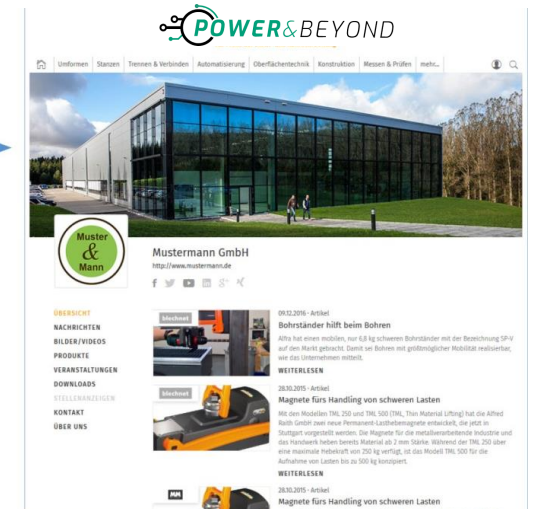 POWER&BEYOND
Umformen Stanzen Trennen & Verbinden Automatisierung Oberflächentechnik Konstruktion Messen & Prüfen mehr...
Muster
&
Mann
Mustermann GmbH
http://www.mustermann.de
ÜBERSICHT
NACHRICHTEN
BILDER/VIDEOS
PRODUKTE
VERANSTALTUNGEN
DOWNLOADS
STELLENANZEIGEN
KONTAKT
ÜBER UNS
blechnet
09.12.2016 - Artikel
Bohrständer hilft beim Bohren
Alfra hat einen mobilen, nur 6,8 kg schweren Bohrständer mit der Bezeichnung SP-V
auf den Markt gebracht. Damit sei Bohren mit größtmöglicher Mobilität realisierbar,
wie das Unternehmen mitteilt.
WEITERLESEN
blechnet
28.10.2015 - Artikel
Magnete fürs Handling von schweren Lasten
Mit den Modellen TML 250 und TML 500 (TML, Thin Material Lifting) hat die Alfred
Raith GmbH zwei neue Permanent-Lasthebemagnete entwickelt, die jetzt in
Stuttgart vorgestellt werden. Die Magnete für die metallverarbeitende Industrie und
das Handwerk heben bereits Material ab 2 mm Stärke. Während der TML 250 über
eine maximale Hebekraft von 250 kg verfügt, ist das Modell TML 500 für die
Aufnahme von Lasten bis zu 500 kg konzipiert.
WEITERLESEN
MM
28.10.2015 - Artikel
Magnete fürs Handling von schweren Lasten